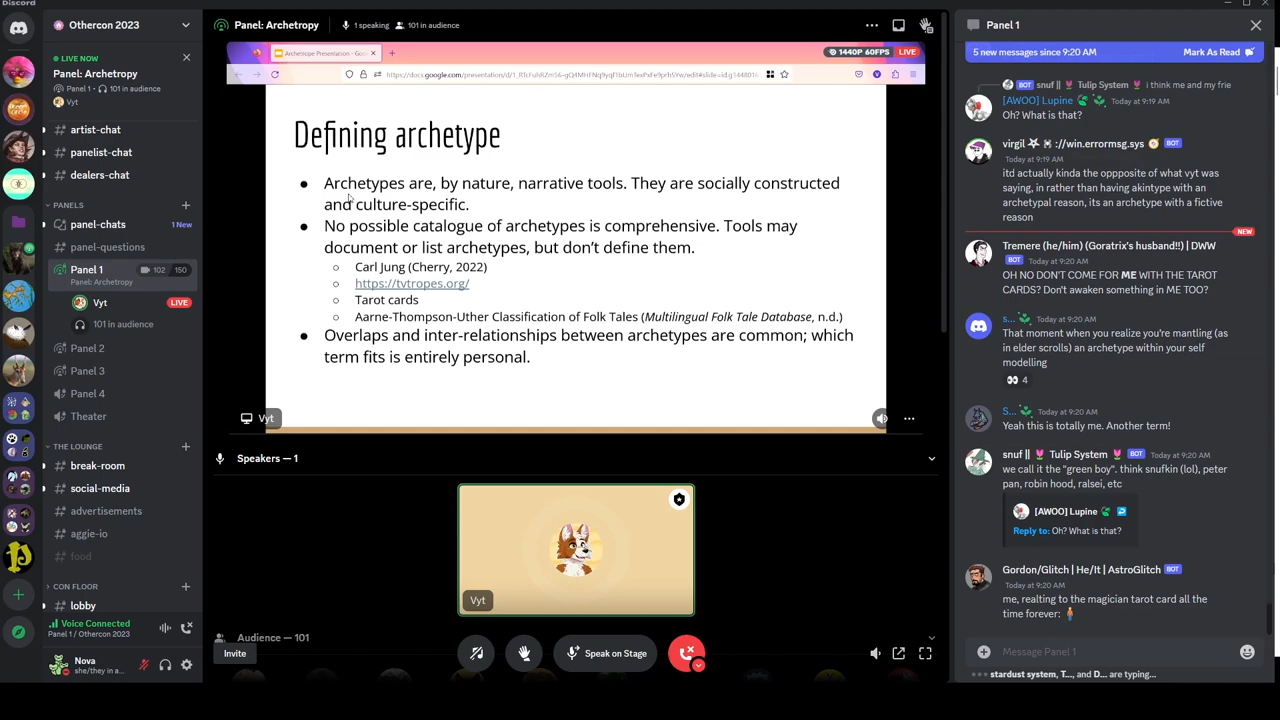 Discord
Othercon 2023
LIVE NOW
Panel: Archetropy
Panel 1 • 101 in audience
Vyt
artist-chat
panelist-chat
dealers-chat
PANELS
panel-chats
1 New
panel-questions
Panel 1
102 150
Panel: Archetropy
Vyt
LIVE
101 in audience
Panel 2
Panel 3
Panel 4
Theater
THE LOUNGE
break-room
social-media
advertisements
aggie-io
food
CON FLOOR
lobby
Voice Connected
Panel 1 / Othercon 2023
Nova
she/they in a...
Panel: Archetropy
1 speaking
101 in audience
1440P 60FPS
LIVE
Defining archetype
Archetypes are, by nature, narrative tools. They are socially constructed
and culture-specific.
No possible catalogue of archetypes is comprehensive. Tools may
document or list archetypes, but don't define them.
Carl Jung (Cherry, 2022)
https://tvtropes.org/
Tarot cards
Aarne-Thompson-Uther Classification of Folk Tales (Multilingual Folk Tale Database, n.d.)
Overlaps and inter-relationships between archetypes are common; which
term fits is entirely personal.
Vyt
Speakers — 1
Vyt
Audience — 101
Invite
Speak on Stage
Panel 1
5 new messages since 9:20 AM
Mark As Read
BOT snuf || 🌷 Tulip System 🌷 i think me and my frie
[AWOO] Lupine
Today at 9:19 AM
Oh? What is that?
virgil ://win.errormsg.sys BOT
Today at 9:19 AM
itd actually kinda the oppposite of what vyt was
saying, in rather than having akintype with an
archetypal reason, its an archetype with a fictive
reason
NEW
Tremere (he/him) (Goratrix's husband!!) | DWW
BOT Today at 9:20 AM
OH NO DON'T COME FOR ME WITH THE TAROT
CARDS? Don't awaken something in ME TOO?
s... Today at 9:20 AM
That moment when you realize you're mantling (as
in elder scrolls) an archetype within your self
modelling
4
S... Today at 9:20 AM
Yeah this is totally me. Another term!
snuf || 🌷 Tulip System 🌷 BOT Today at 9:20 AM
we call it the "green boy". think snufkin (lol), peter
pan, robin hood, ralsei, etc
[AWOO] Lupine
Reply to: Oh? What is that?
Gordon/Glitch | He/It | AstroGlitch BOT
Today at 9:20 AM
me, realting to the magician tarot card all the
time forever:
Message Panel 1
stardust system, T..., and D... are typing...